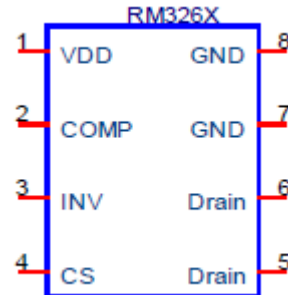 RM326X
1 VDD GND 8
2 COMP GND 7
3 INV Drain 6
4 CS Drain 5